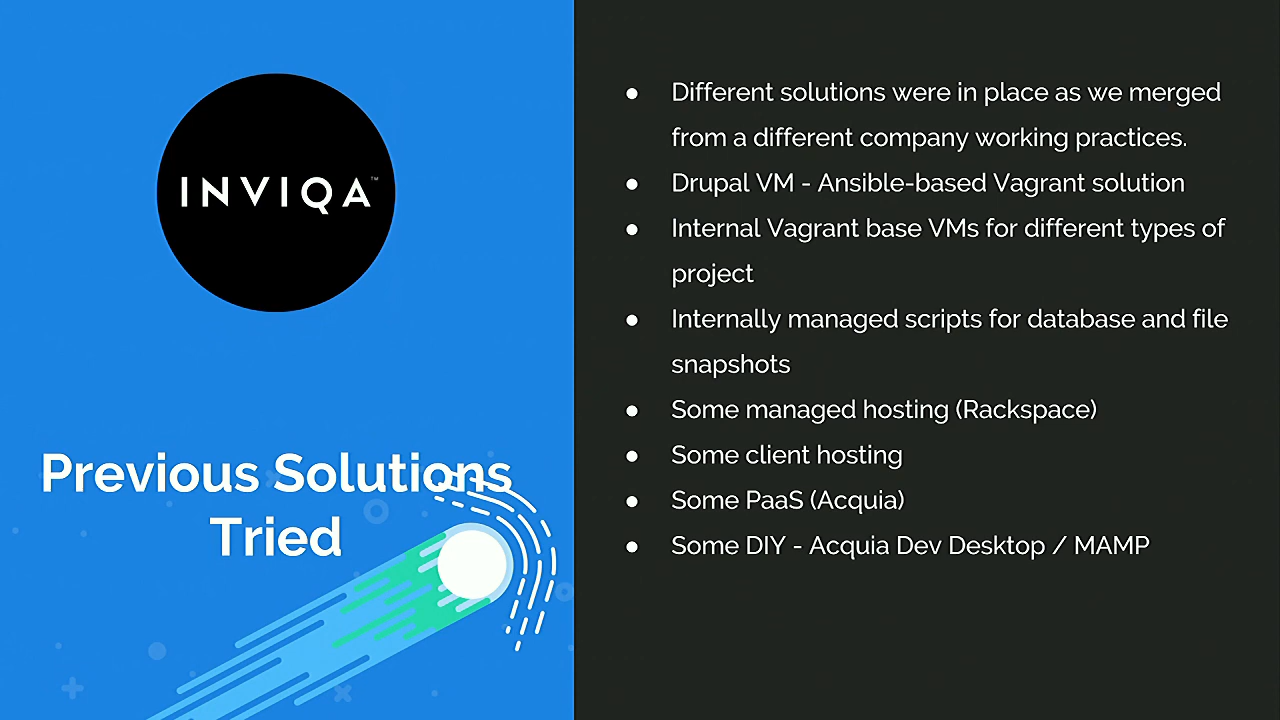 INVIQA™
Previous Solutions
Tried
● Different solutions were in place as we merged
from a different company working practices.
● Drupal VM - Ansible-based Vagrant solution
● Internal Vagrant base VMs for different types of
project
● Internally managed scripts for database and file
snapshots
● Some managed hosting (Rackspace)
● Some client hosting
● Some PaaS (Acquia)
● Some DIY - Acquia Dev Desktop / MAMP